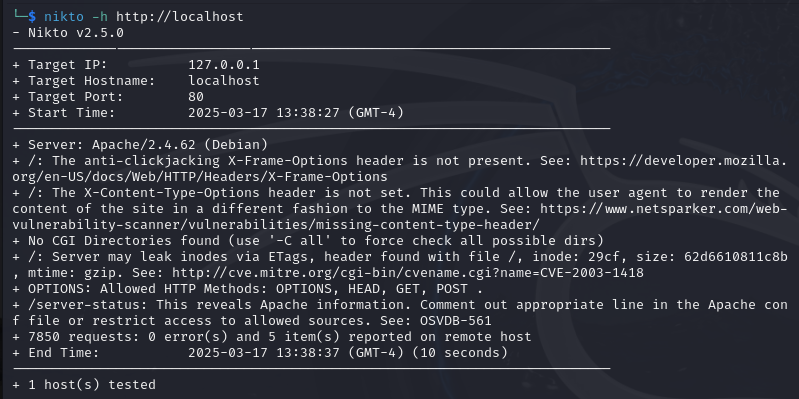 └─$ nikto -h http://localhost
- Nikto v2.5.0
---------------------------------------------------------------------------
+ Target IP:          127.0.0.1
+ Target Hostname:    localhost
+ Target Port:        80
+ Start Time:         2025-03-17 13:38:27 (GMT-4)
---------------------------------------------------------------------------
+ Server: Apache/2.4.62 (Debian)
+ /: The anti-clickjacking X-Frame-Options header is not present. See: https://developer.mozilla.
org/en-US/docs/Web/HTTP/Headers/X-Frame-Options
+ /: The X-Content-Type-Options header is not set. This could allow the user agent to render the
content of the site in a different fashion to the MIME type. See: https://www.netsparker.com/web-
vulnerability-scanner/vulnerabilities/missing-content-type-header/
+ No CGI Directories found (use '-C all' to force check all possible dirs)
+ /: Server may leak inodes via ETags, header found with file /, inode: 29cf, size: 62d6610811c8b
, mtime: gzip. See: http://cve.mitre.org/cgi-bin/cvename.cgi?name=CVE-2003-1418
+ OPTIONS: Allowed HTTP Methods: OPTIONS, HEAD, GET, POST .
+ /server-status: This reveals Apache information. Comment out appropriate line in the Apache con
f file or restrict access to allowed sources. See: OSVDB-561
+ 7850 requests: 0 error(s) and 5 item(s) reported on remote host
+ End Time:           2025-03-17 13:38:37 (GMT-4) (10 seconds)
---------------------------------------------------------------------------
+ 1 host(s) tested